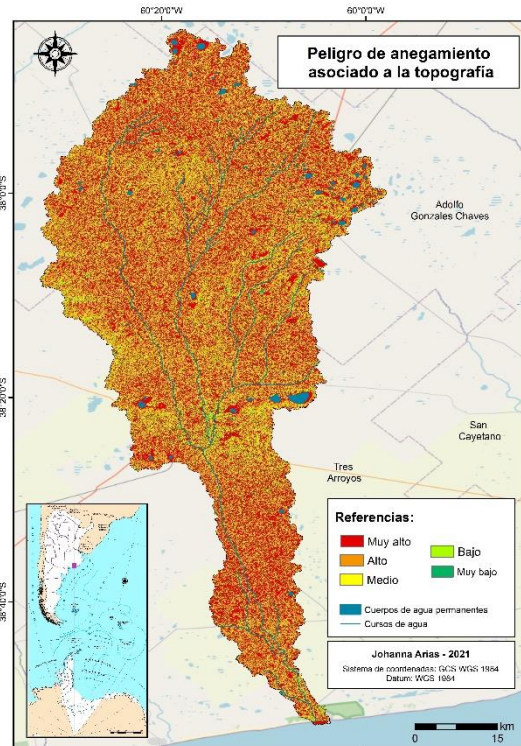 60°20'0"O
60°0'0"O
Peligro de anegamiento
asociado a la topografía
38°0'0"S
Adolfo
Gonzales Chaves
38°20'0"S
San
Cayetano
Tres
Arroyos
Referencias:
Muy alto
Alto
Medio
Bajo
Muy bajo
Cuerpos de agua permanentes
Cursos de agua
38°40'0"S
Johanna Arias - 2021
Sistema de coordenadas: GCS WGS 1984
Datum: WGS 1984
km
0
15